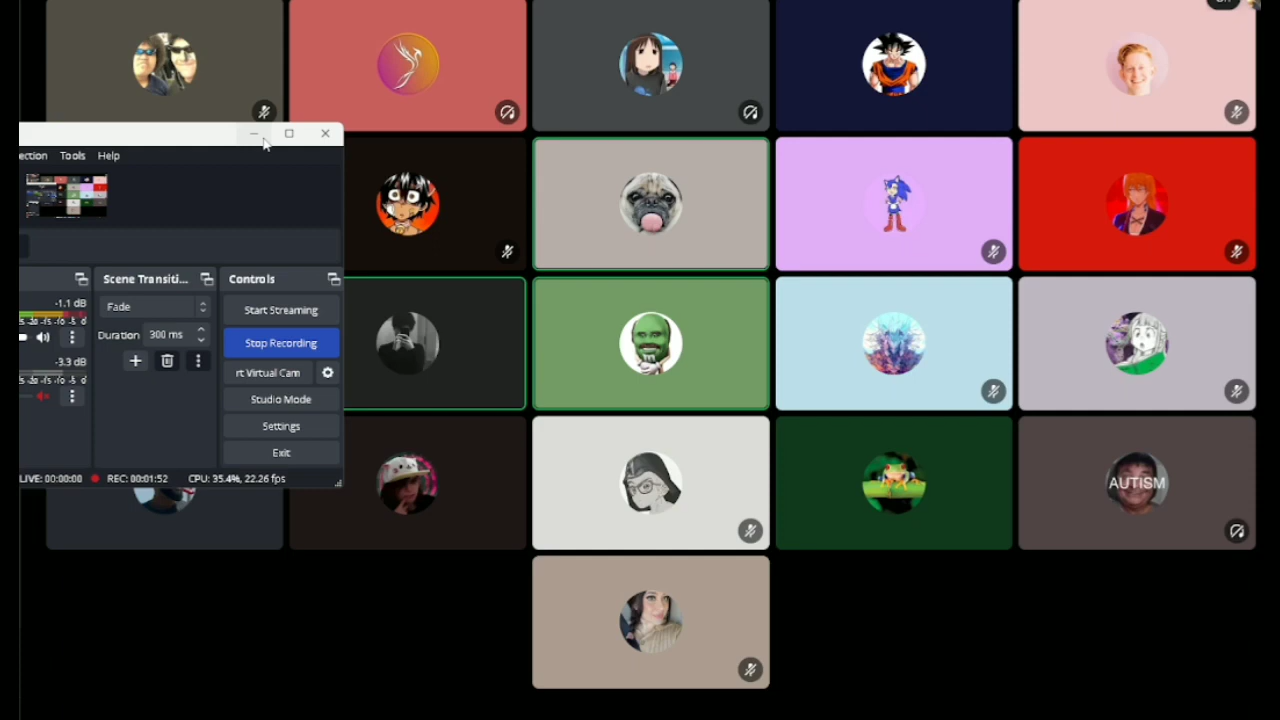 ection Tools Help
Scene Transiti... Controls
-1.1 dB
Fade
Start Streaming
Duration 300 ms
Stop Recording
-3.3 dB
rt Virtual Cam
Studio Mode
Settings
Exit
LIVE: 00:00:00 REC: 00:01:52 CPU: 35.4%, 22.26 fps
AUTISM